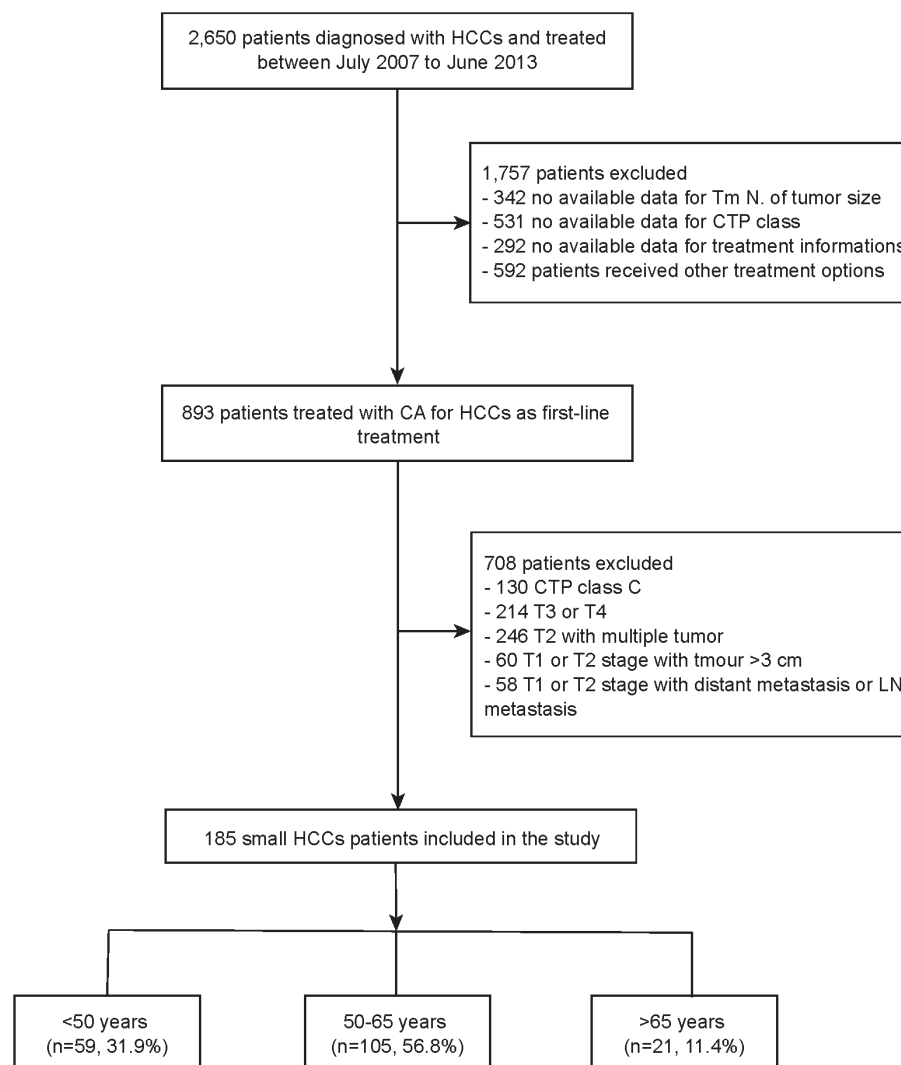 2,650 patients diagnosed with HCCs and treated
between July 2007 to June 2013
1,757 patients excluded
- 342 no available data for Tm N. of tumor size
- 531 no available data for CTP class
- 292 no available data for treatment informations
- 592 patients received other treatment options
893 patients treated with CA for HCCs as first-line
treatment
708 patients excluded
- 130 CTP class C
- 214 T3 or T4
- 246 T2 with multiple tumor
- 60 T1 or T2 stage with tmour >3 cm
- 58 T1 or T2 stage with distant metastasis or LN
metastasis
185 small HCCs patients included in the study
<50 years
(n=59, 31.9%)
50-65 years
(n=105, 56.8%)
>65 years
(n=21, 11.4%)